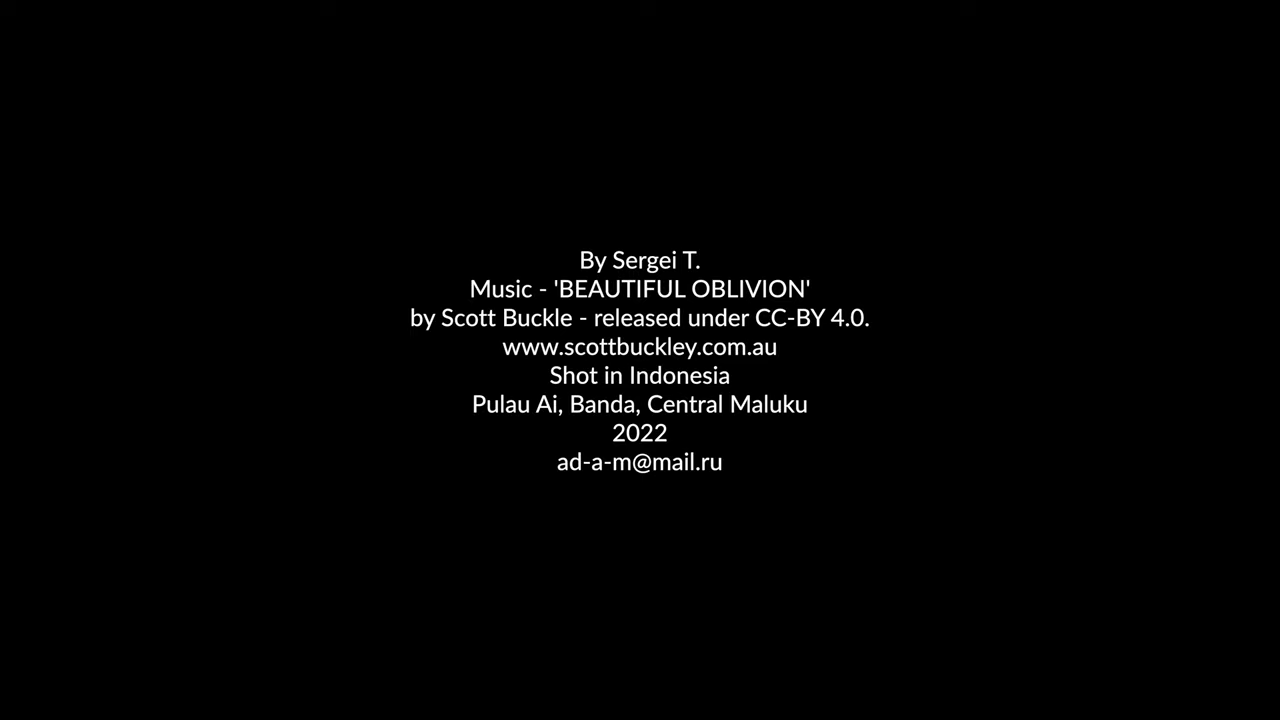 By Sergei T.
Music - 'BEAUTIFUL OBLIVION'
by Scott Buckle - released under CC-BY 4.0.
www.scottbuckley.com.au
Shot in Indonesia
Pulau Ai, Banda, Central Maluku
2022
ad-a-m@mail.ru